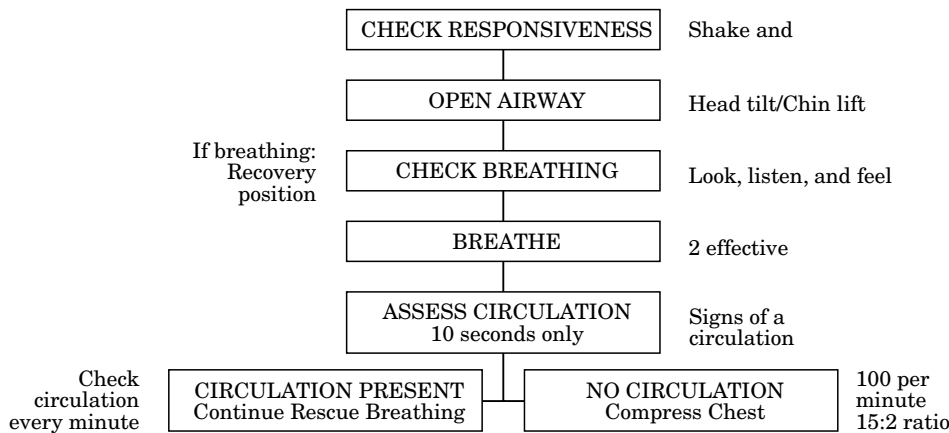 CHECK RESPONSIVENESS
Shake and
OPEN AIRWAY
Head tilt/Chin lift
If breathing:
Recovery
position
CHECK BREATHING
Look, listen, and feel
BREATHE
2 effective
ASSESS CIRCULATION
10 seconds only
Signs of a
circulation
Check
circulation
every minute
CIRCULATION PRESENT
Continue Rescue Breathing
NO CIRCULATION
Compress Chest
100 per
minute
15:2 ratio